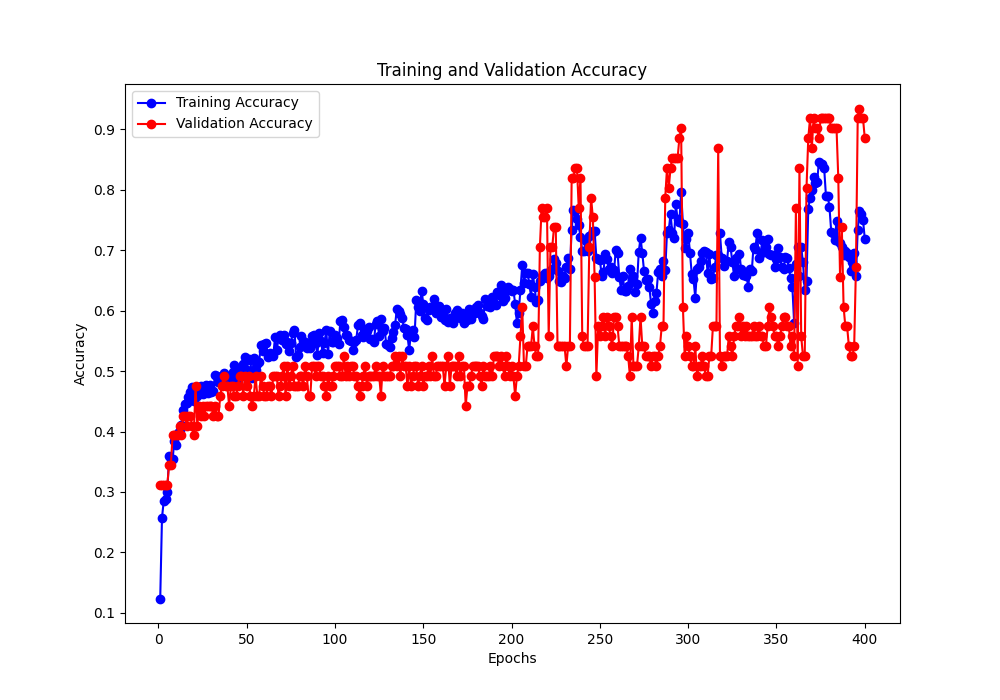 Training and Validation Accuracy
Training Accuracy
Validation Accuracy
0.9
0.8
0.7
0.6
0.5
0.4
0.3
0.2
0.1
Accuracy
0 50 100 150 200 250 300 350 400
Epochs